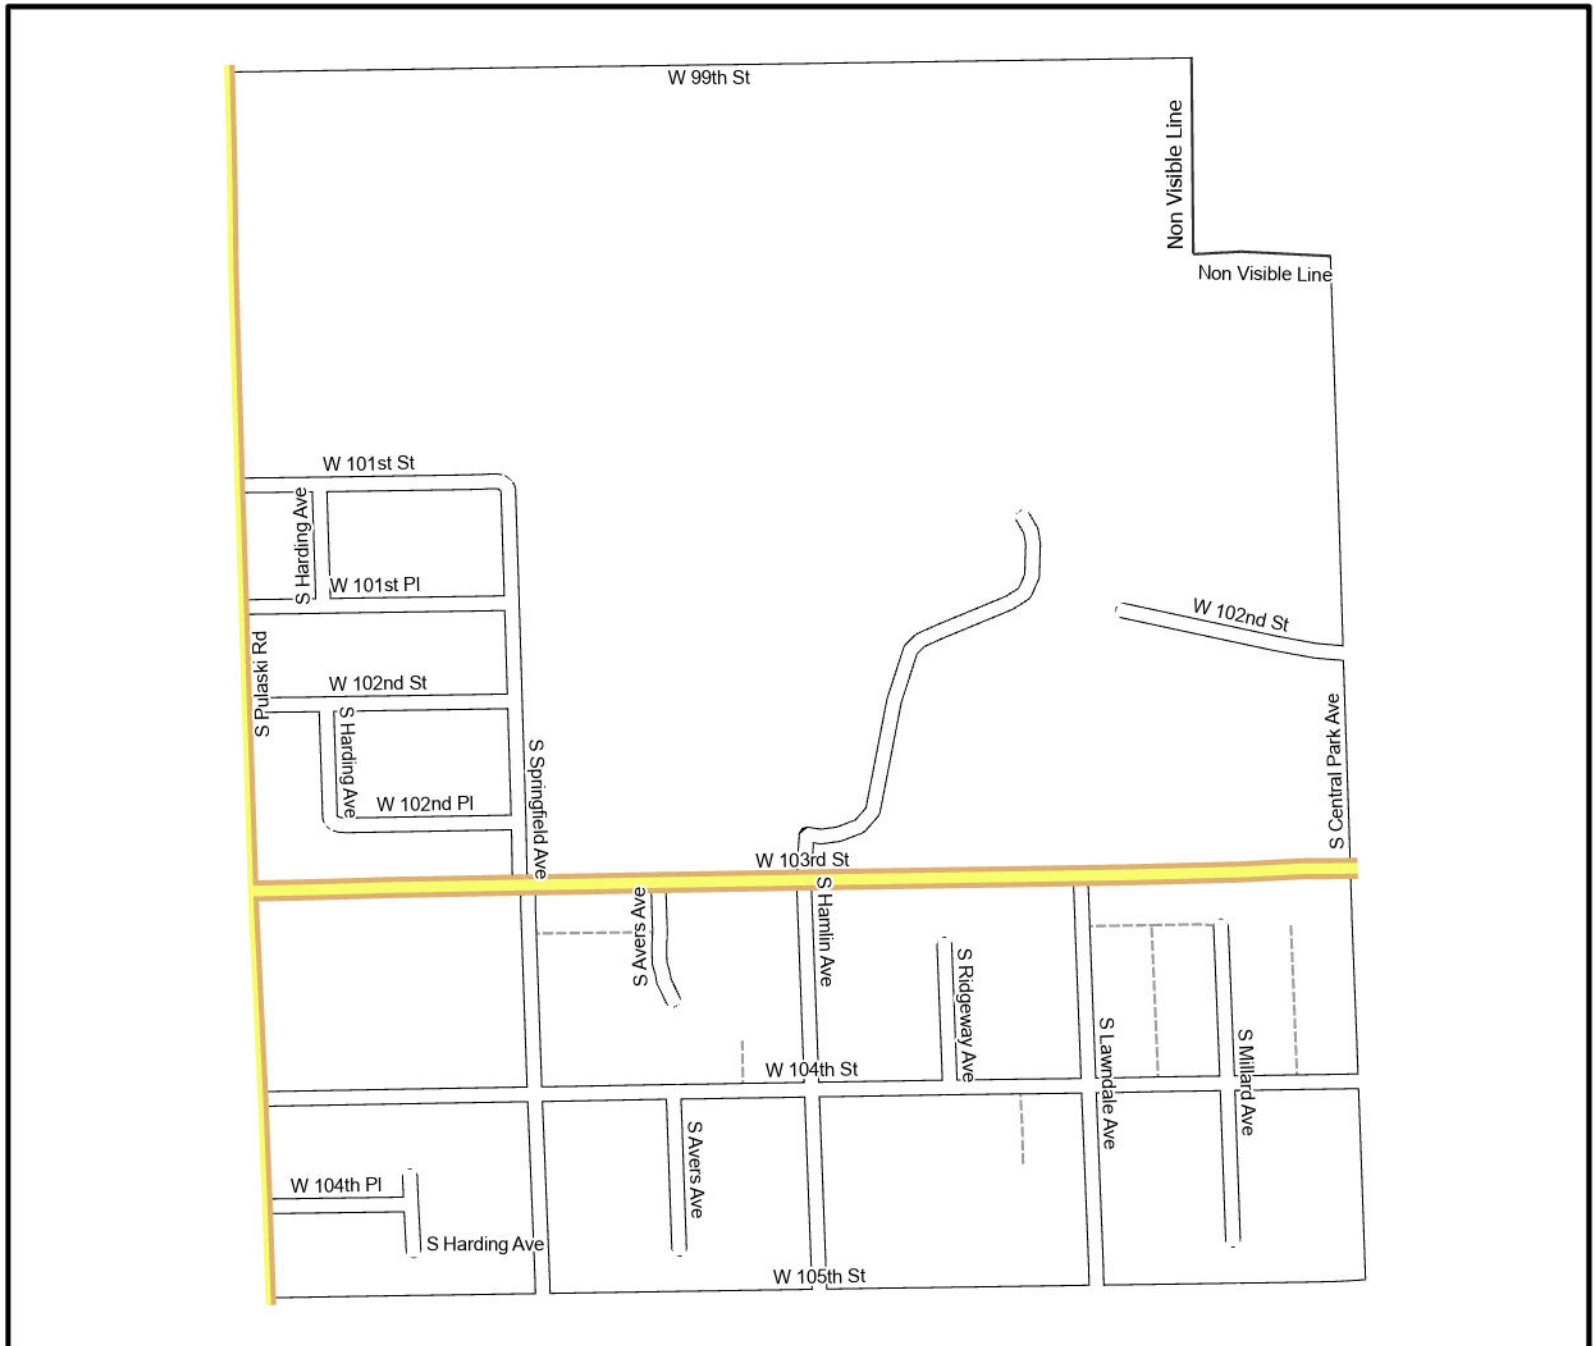 W 99th St
Non Visible Line
Non Visible Line
W 101st St
S Harding Ave
W 101st Pl
W 102nd St
S Pulaski Rd
W 102nd St
S Harding Ave
S Central Park Ave
S Springfield Ave
W 102nd Pl
W 103rd St
S Avers Ave
S Hamlin Ave
S Ridgeway Ave
S Lawndale Ave
S Millard Ave
W 104th St
S Avers Ave
W 104th Pl
S Harding Ave
W 105th St